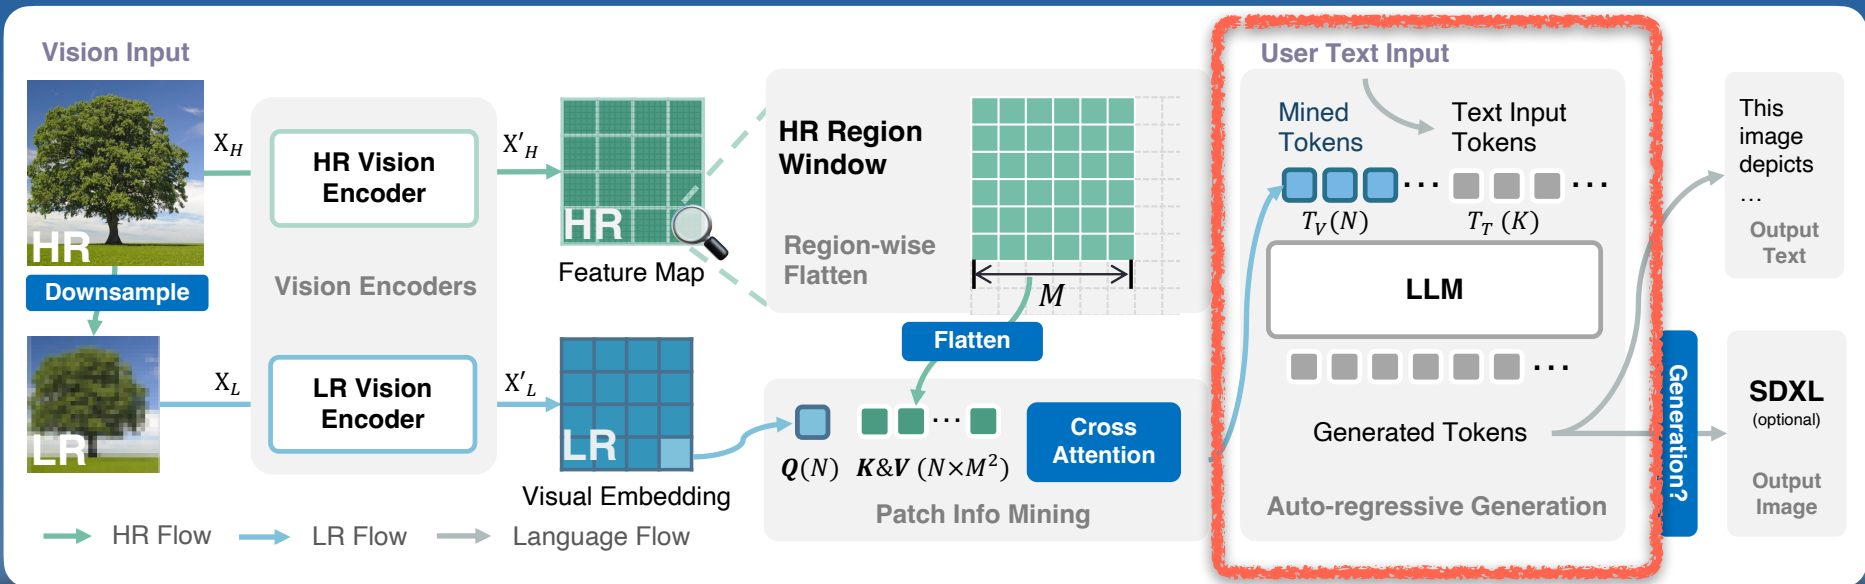 Vision Input
HR
Downsample
LR
X_H
X_L
HR Vision
Encoder
Vision Encoders
LR Vision
Encoder
X'_H
X'_L
HR
Feature Map
LR
Visual Embedding
HR Flow
LR Flow
Language Flow
HR Region
Window
Region-wise
Flatten
M
Flatten
Q(N)
K&V (N×M²)
Cross
Attention
Patch Info Mining
User Text Input
Mined
Tokens
Text Input
Tokens
...
...
T_V(N)
T_T (K)
LLM
...
Generated Tokens
Auto-regressive Generation
Generation?
This
image
depicts
...
Output
Text
SDXL
(optional)
Output
Image